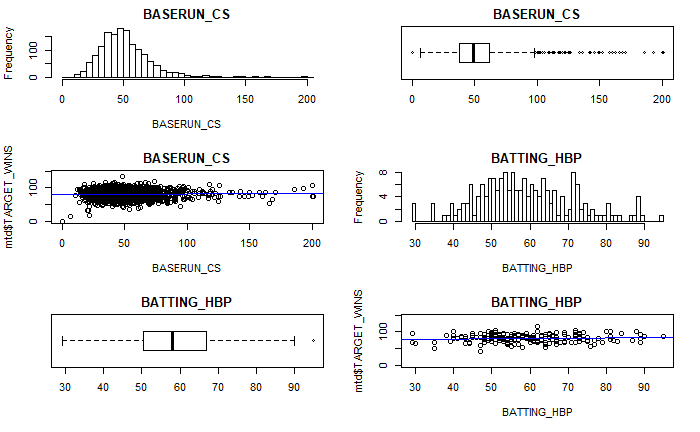 BASERUN_CS
Frequency
0 100
0 50 100 150 200
BASERUN_CS
BASERUN_CS
0 50 100 150 200
BASERUN_CS
mtd$TARGET_WINS
0 100
0 50 100 150 200
BASERUN_CS
BATTING_HBP
Frequency
0 4 8
30 40 50 60 70 80 90
BATTING_HBP
BATTING_HBP
30 40 50 60 70 80 90
BATTING_HBP
mtd$TARGET_WINS
0 100
30 40 50 60 70 80 90
BATTING_HBP